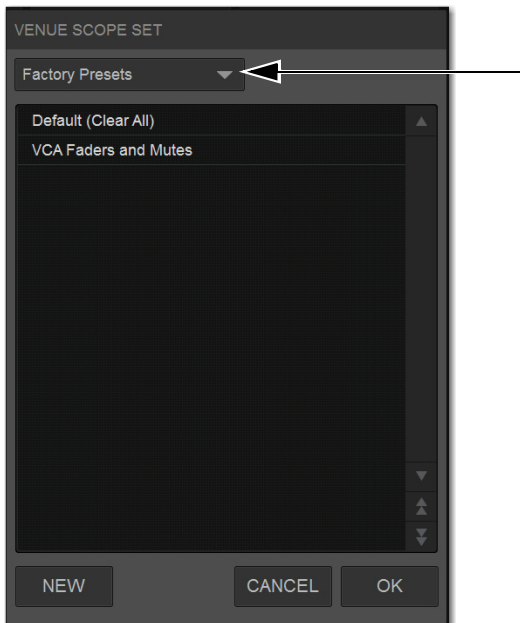 VENUE SCOPE SET
Factory Presets
Default (Clear All)
VCA Faders and Mutes
NEW CANCEL OK